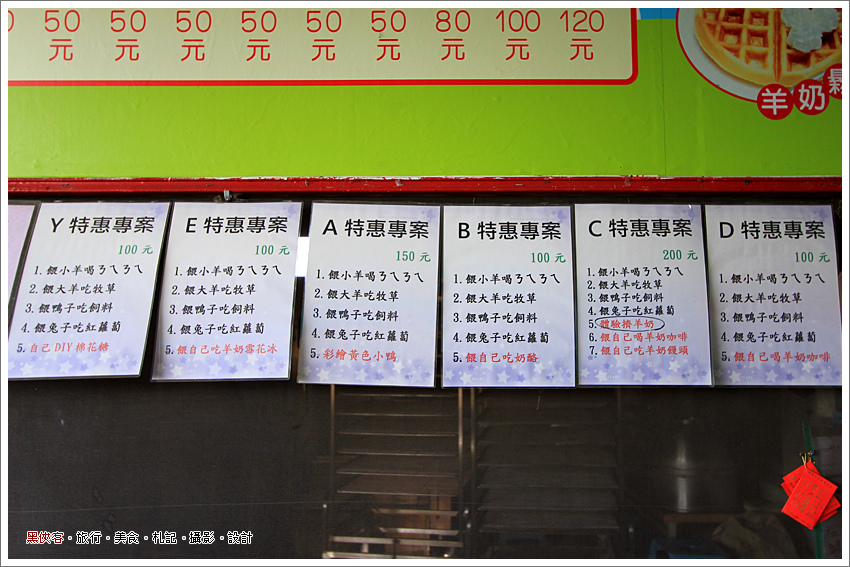 50 50 50 50 50 50 80 100 120
元 元 元 元 元 元 元 元 元
羊奶鬆
Y 特惠專案
100 元
1. 餵小羊喝ㄋㄟㄋㄟ
2. 餵大羊吃牧草
3. 餵鴨子吃飼料
4. 餵兔子吃紅蘿蔔
5. 自己 DIY 棉花糖
E 特惠專案
100 元
1. 餵小羊喝ㄋㄟㄋㄟ
2. 餵大羊吃牧草
3. 餵鴨子吃飼料
4. 餵兔子吃紅蘿蔔
5. 餵自己吃羊奶雪花冰
A 特惠專案
150 元
1. 餵小羊喝ㄋㄟㄋㄟ
2. 餵大羊吃牧草
3. 餵鴨子吃飼料
4. 餵兔子吃紅蘿蔔
5. 彩繪黃色小鴨
B 特惠專案
100 元
1. 餵小羊喝ㄋㄟㄋㄟ
2. 餵大羊吃牧草
3. 餵鴨子吃飼料
4. 餵兔子吃紅蘿蔔
5. 餵自己吃奶酪
C 特惠專案
200 元
1. 餵小羊喝ㄋㄟㄋㄟ
2. 餵大羊吃牧草
3. 餵鴨子吃飼料
4. 餵兔子吃紅蘿蔔
5. 體驗擠羊奶
6. 餵自己喝羊奶咖啡
7. 餵自己吃羊奶饅頭
D 特惠專案
100 元
1. 餵小羊喝ㄋㄟㄋㄟ
2. 餵大羊吃牧草
3. 餵鴨子吃飼料
4. 餵兔子吃紅蘿蔔
5. 餵自己喝羊奶咖啡
黑俠客・旅行・美食・札記・攝影・設計